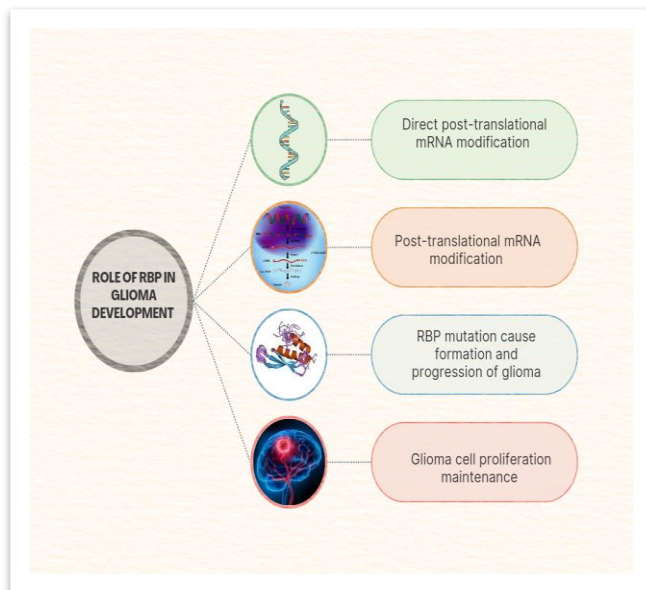 Direct post-translational
mRNA modification
Post-translational mRNA
modification
ROLE OF RBP IN
GLIOMA
DEVELOPMENT
RBP mutation cause
formation and
progression of glioma
Glioma cell proliferation
maintenance